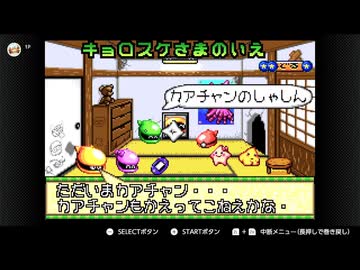 1P
キョロスケさまのいえ
カアチャンのしゃしん
ただいまカアチャン・・・
カアチャンもかえってこねえかな・
SELECTボタン
STARTボタン
中断メニュー(長押しで巻き戻し)